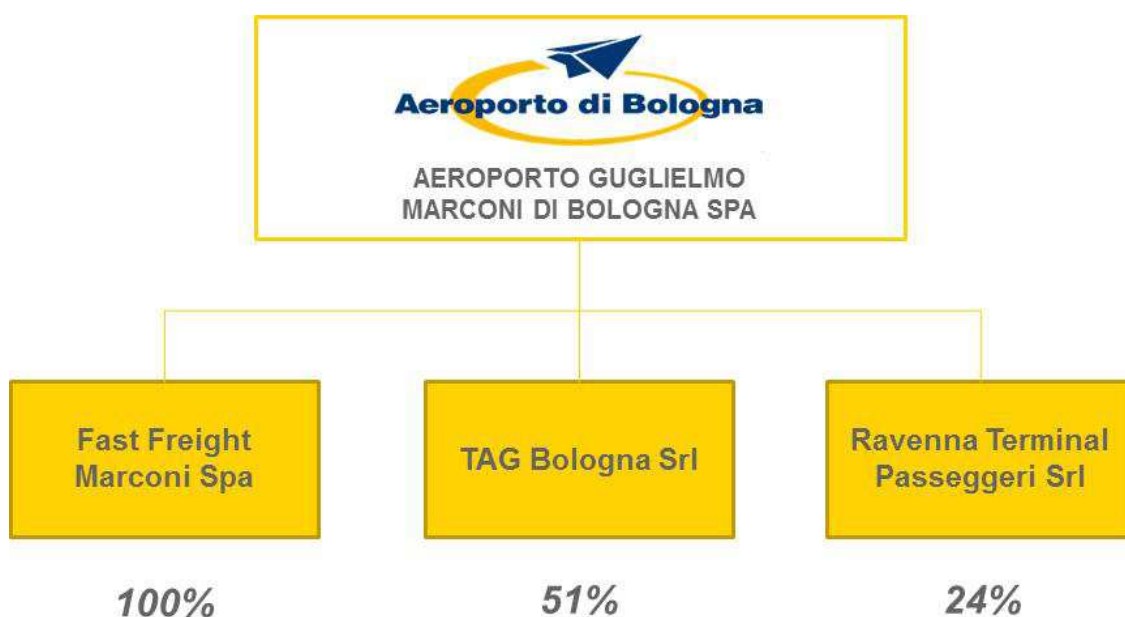 Aeroporto di Bologna
AEROPORTO GUGLIELMO
MARCONI DI BOLOGNA SPA
Fast Freight
Marconi Spa
TAG Bologna Srl
Ravenna Terminal
Passeggeri Srl
100%
51%
24%